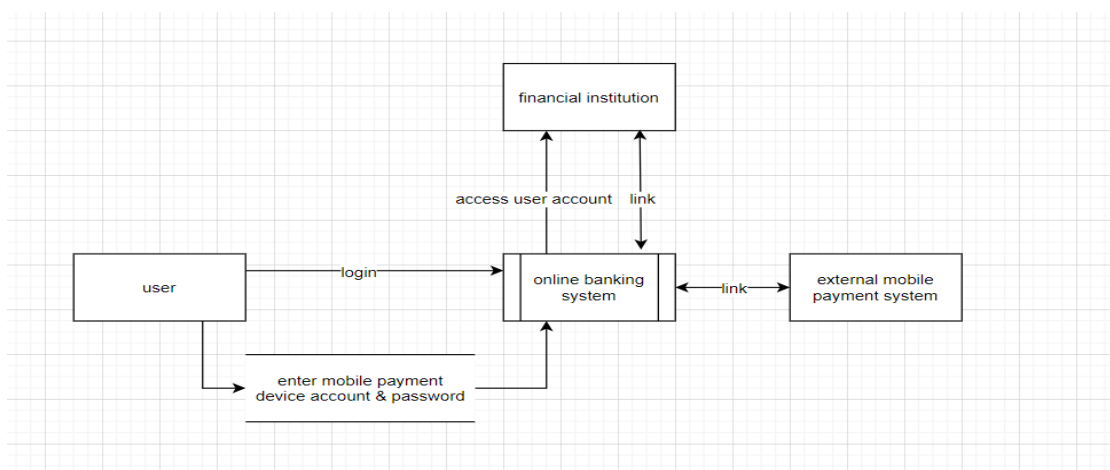 financial institution
access user account
link
user
login
online banking
system
link
external mobile
payment system
enter mobile payment
device account & password